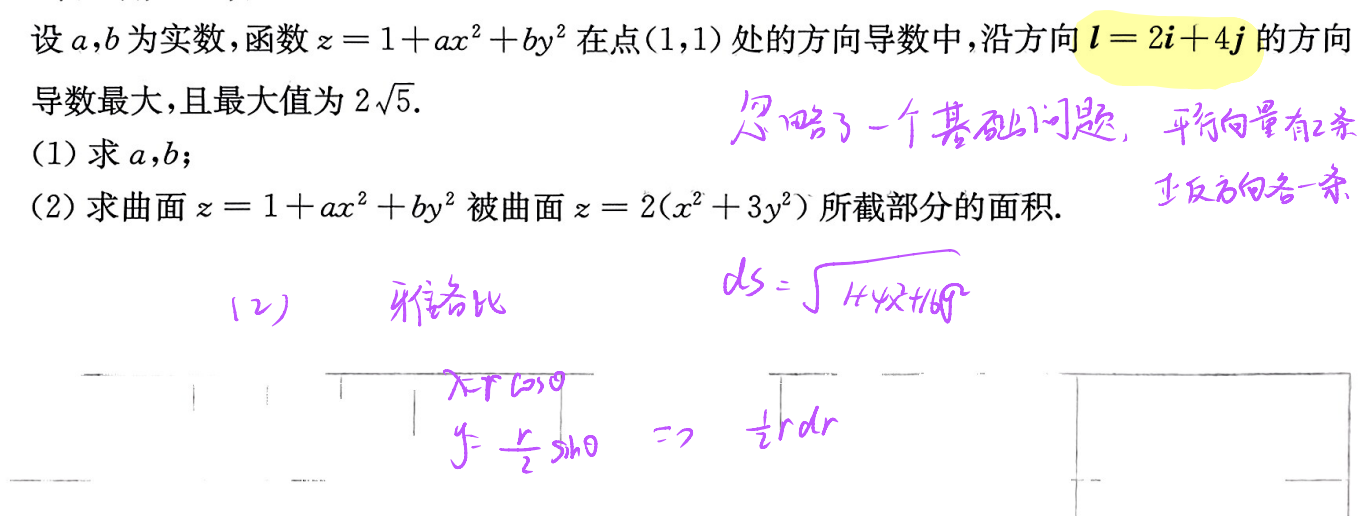 设 a,b 为实数,函数 z = 1+ax²+by² 在点(1,1) 处的方向导数中,沿方向 l = 2i+4j 的方向
导数最大,且最大值为 2√5.
忽略了一个基础问题, 平行向量有2条
正反方向各一条
(1) 求 a,b;
(2) 求曲面 z = 1+ax²+by² 被曲面 z = 2(x²+3y²) 所截部分的面积.
(2) 雅各比 ds = √1+4x²+16y²
x=r cosθ
y= r/2 sinθ => 1/2 r dr